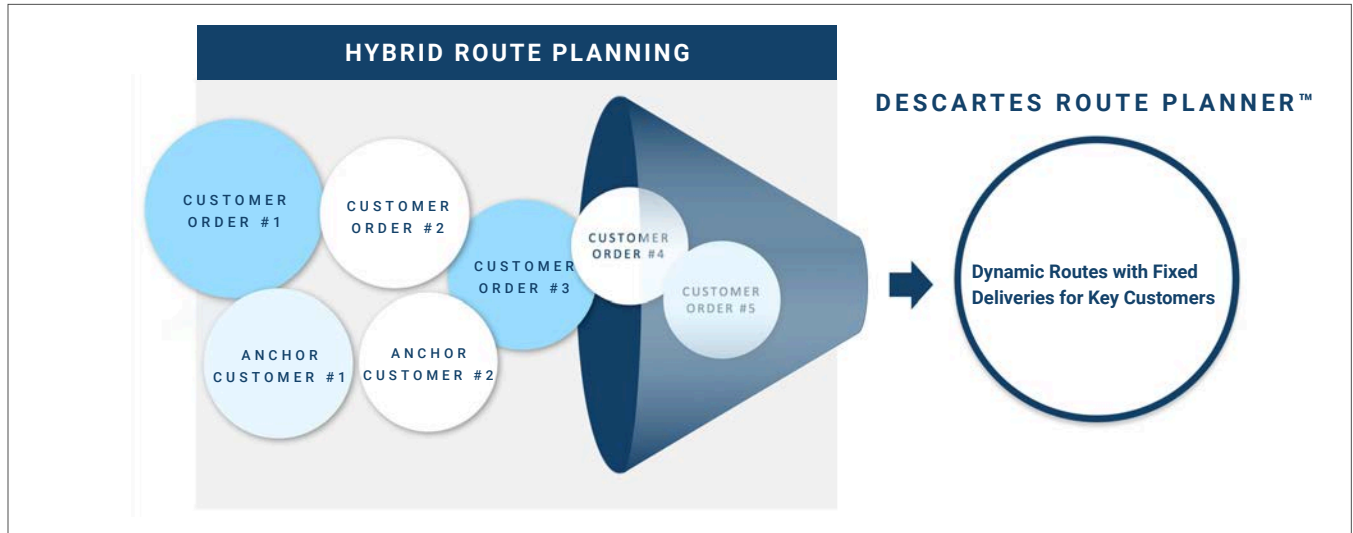 HYBRID ROUTE PLANNING
DESCARTES ROUTE PLANNER™
CUSTOMER
ORDER #1
CUSTOMER
ORDER #2
CUSTOMER
ORDER #3
CUSTOMER
ORDER #4
CUSTOMER
ORDER #5
ANCHOR
CUSTOMER #1
ANCHOR
CUSTOMER #2
Dynamic Routes with Fixed
Deliveries for Key Customers